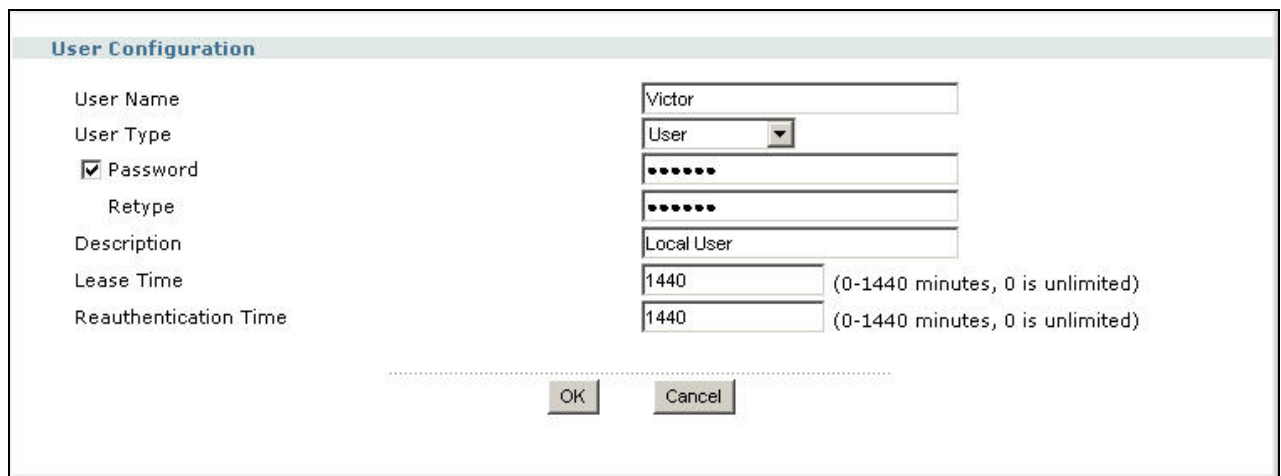 User Configuration
User Name Victor
User Type User
Password ●●●●●●
Retype ●●●●●●
Description Local User
Lease Time 1440 (0-1440 minutes, 0 is unlimited)
Reauthentication Time 1440 (0-1440 minutes, 0 is unlimited)
OK Cancel